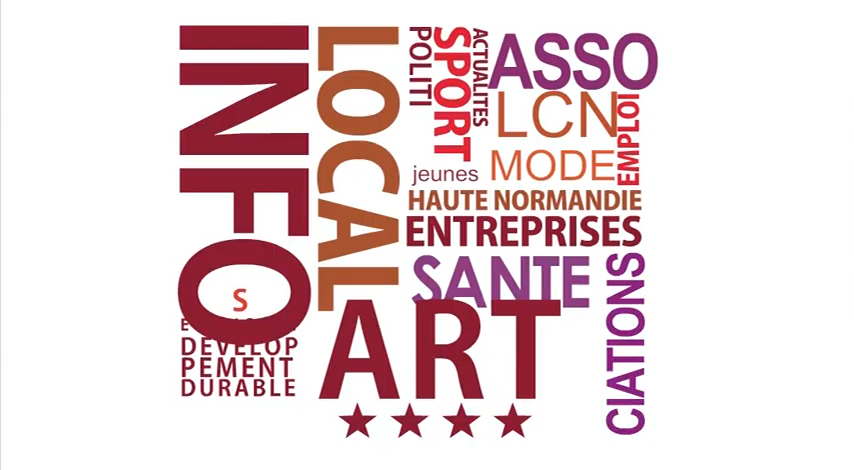 INFO
LOCAL
POLITI
SPORT
ACTUALITES
ASSO
LCN
EMPLOI
MODE
jeunes
HAUTE NORMANDIE
ENTREPRISES
SANTE
CIATIONS
ART
S
DEVELOP
PEMENT
DURABLE